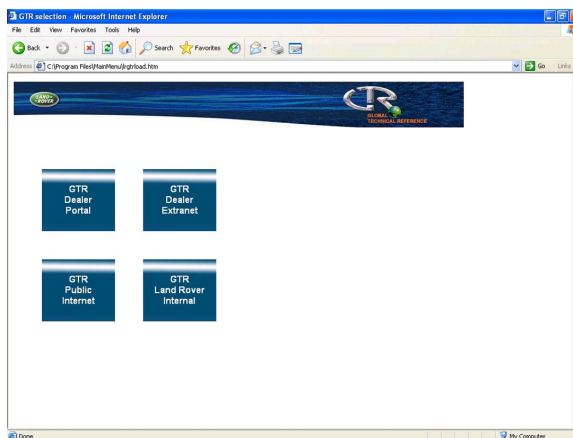 GTR selection - Microsoft Internet Explorer
File Edit View Favorites Tools Help
Back Search Favorites
Address C:\Program Files\MainMenu\lrgtrload.htm Go Links
LAND-
ROVER
GTR
GLOBAL
TECHNICAL REFERENCE
GTR
Dealer
Portal
GTR
Dealer
Extranet
GTR
Public
Internet
GTR
Land Rover
Internal
Done My Computer